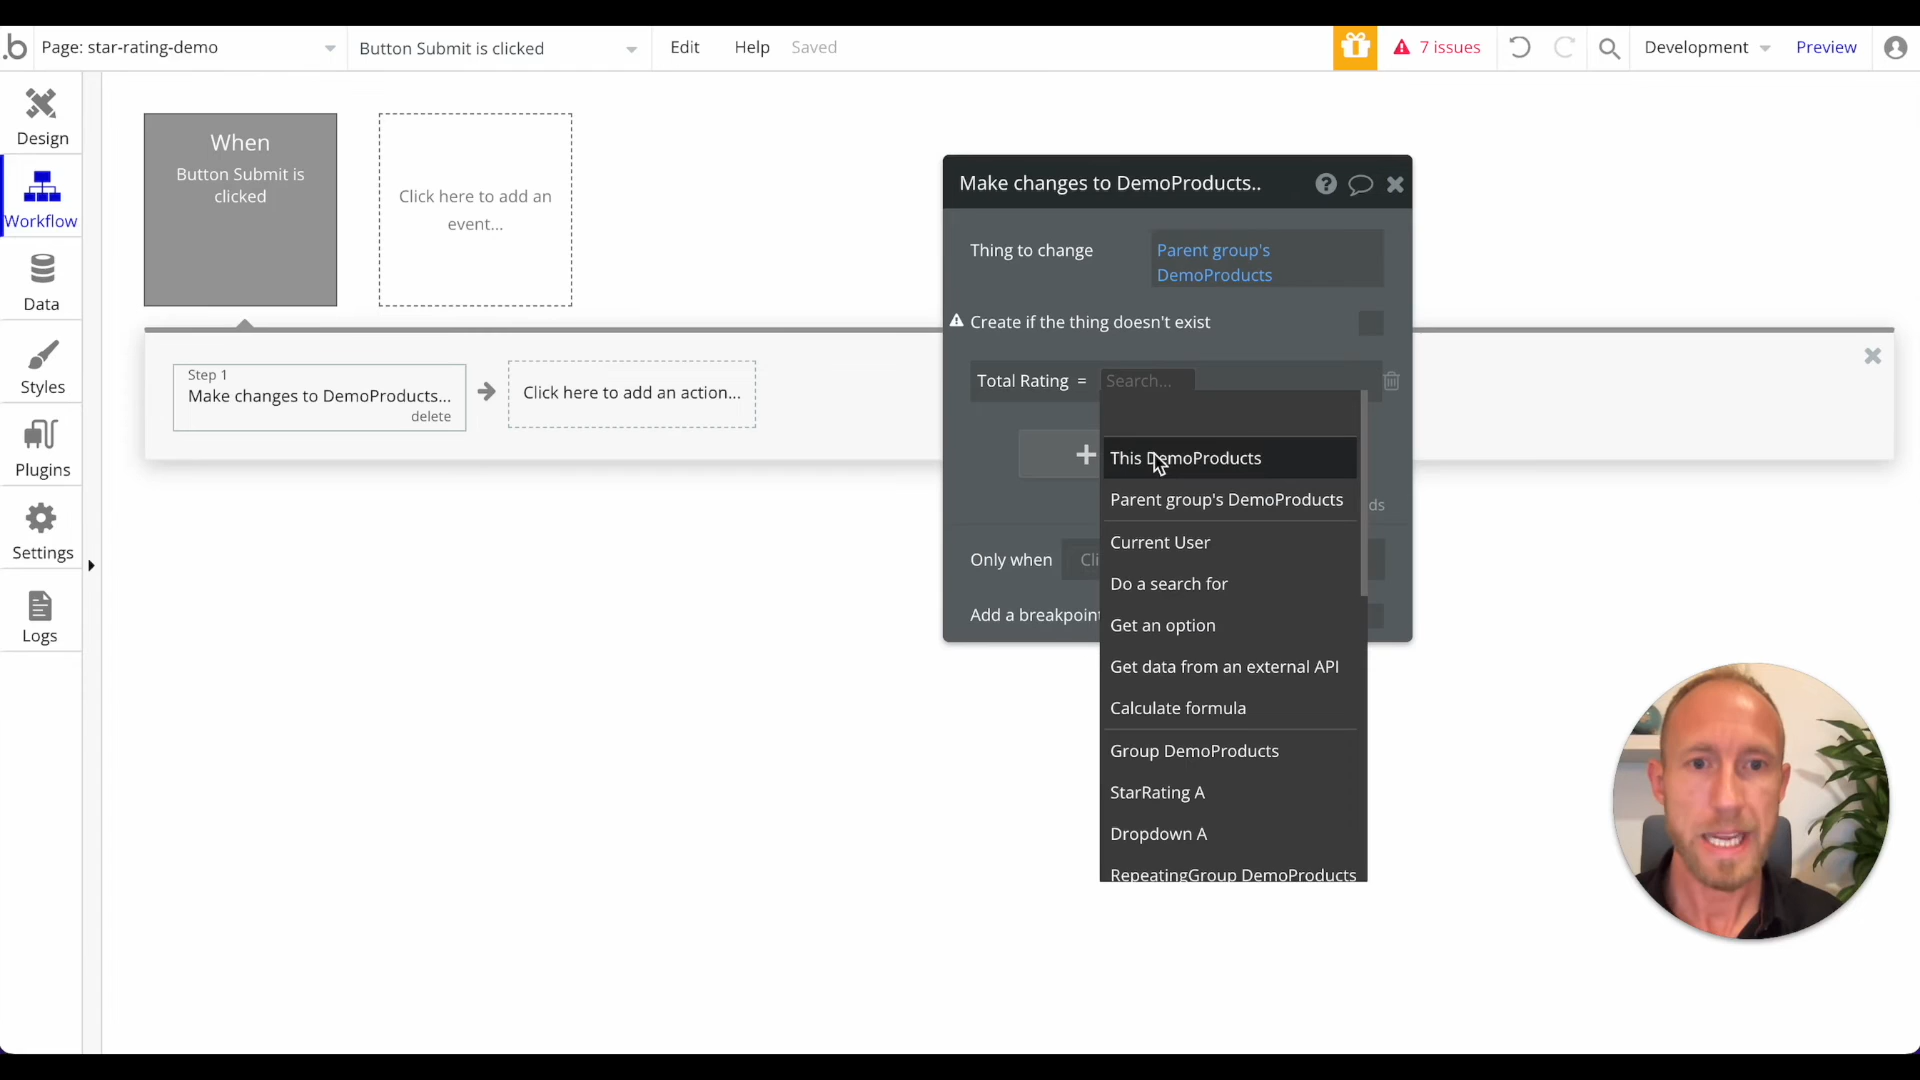 Page: star-rating-demo
Button Submit is clicked
Edit
Help
Saved
7 issues
Development
Preview
Design
Workflow
Data
Styles
Plugins
Settings
Logs
When
Button Submit is
clicked
Click here to add an
event...
Step 1
Make changes to DemoProducts...
delete
Click here to add an action...
Make changes to DemoProducts..
Thing to change
Parent group's
DemoProducts
Create if the thing doesn't exist
Total Rating =
Search...
This DemoProducts
Parent group's DemoProducts
Current User
Do a search for
Get an option
Get data from an external API
Calculate formula
Group DemoProducts
StarRating A
Dropdown A
RepeatingGroup DemoProducts
Only when
Add a breakpoint